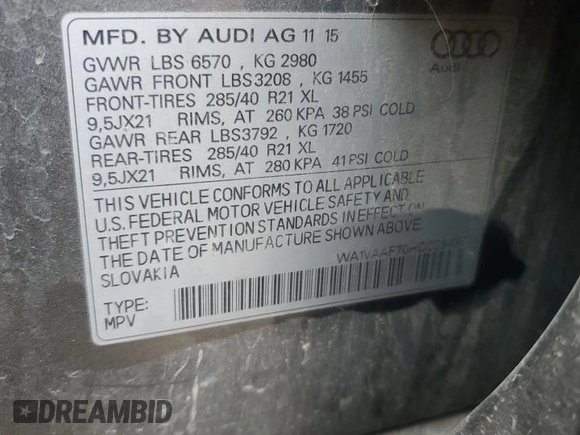 MFD. BY AUDI AG 11 15
GVWR LBS 6570 , KG 2980
GAWR FRONT LBS3208 , KG 1455
FRONT-TIRES 285/40 R21 XL
9,5JX21 RIMS, AT 260 KPA 38 PSI COLD
GAWR REAR LBS3792 , KG 1720
REAR-TIRES 285/40 R21 XL
9,5JX21 RIMS, AT 280 KPA 41PSI COLD
Audi
THIS VEHICLE CONFORMS TO ALL APPLICABLE
U.S. FEDERAL MOTOR VEHICLE SAFETY AND
THEFT PREVENTION STANDARDS IN EFFECT ON
THE DATE OF MANUFACTURE SHOWN ABOVE.
SLOVAKIA
TYPE:
MPV
DREAMBID